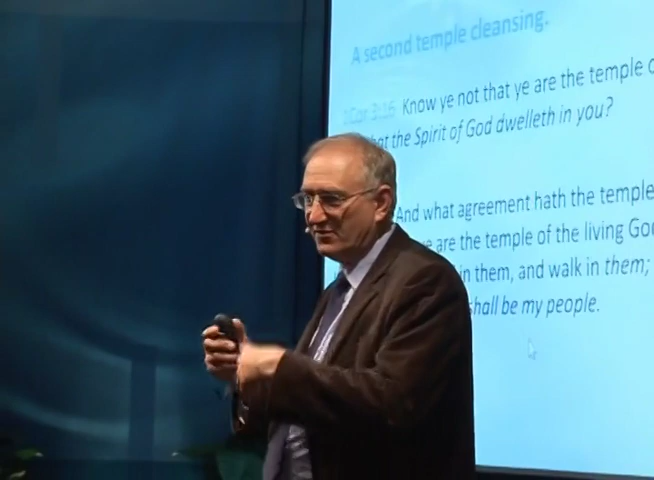 A second temple cleansing.
1Cor 3:16 Know ye not that ye are the temple
the Spirit of God dwelleth in you?
And what agreement hath the temple
are the temple of the living
in them, and walk in them;
shall be my people.